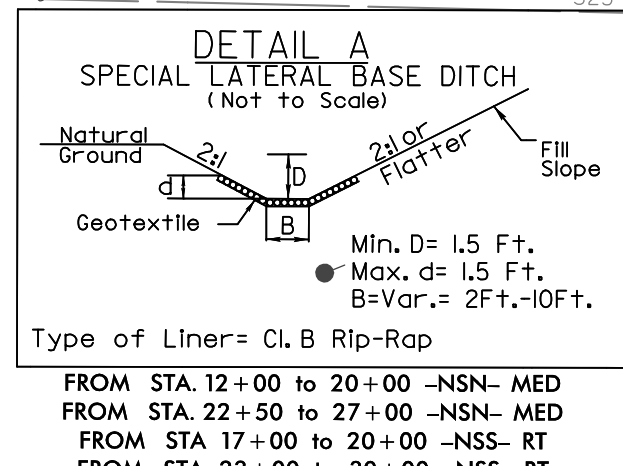 DETAIL A
SPECIAL LATERAL BASE DITCH
(Not to Scale)
Natural
Ground
2:1
D
2:1 or
Flatter
Fill
Slope
d
Geotextile
B
Min. D= 1.5 Ft.
Max. d= 1.5 Ft.
B=Var.= 2Ft.-10Ft.
Type of Liner= Cl. B Rip-Rap
FROM STA. 12+00 to 20+00 -NSN- MED
FROM STA. 22+50 to 27+00 -NSN- MED
FROM STA 17+00 to 20+00 -NSS- RT